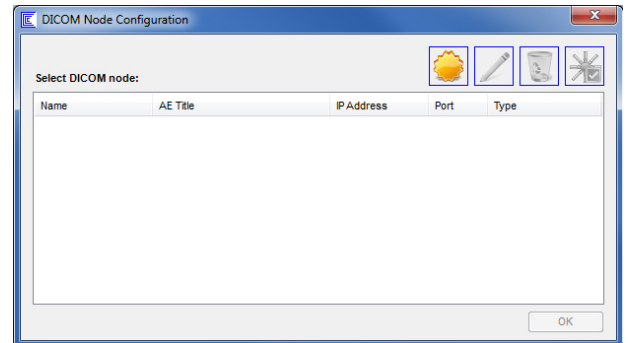 DICOM Node Configuration
Select DICOM node:
Name AE Title IP Address Port Type
OK